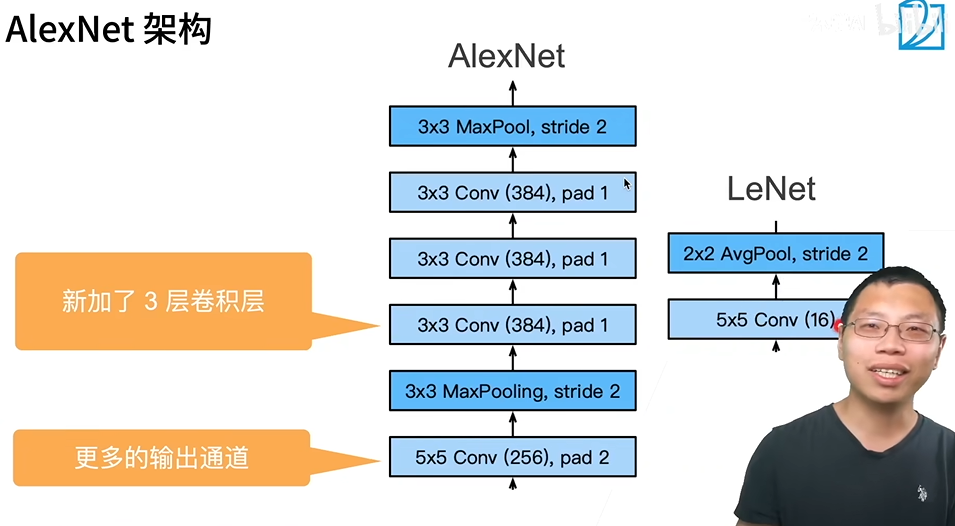 AlexNet 架构
AlexNet
3x3 MaxPool, stride 2
3x3 Conv (384), pad 1
3x3 Conv (384), pad 1
3x3 Conv (384), pad 1
3x3 MaxPooling, stride 2
5x5 Conv (256), pad 2
新加了 3 层卷积层
更多的输出通道
LeNet
2x2 AvgPool, stride 2
5x5 Conv (16)